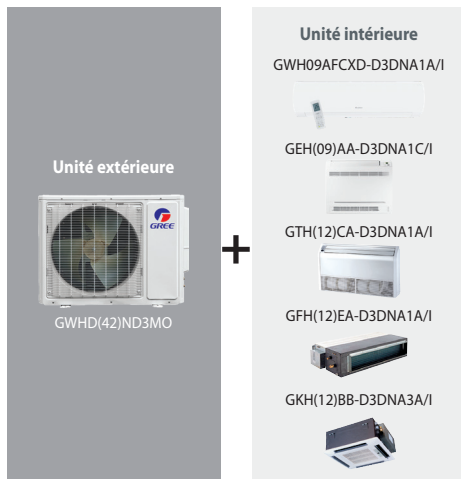 Unité extérieure
GREE
GWHD(42)ND3MO
+
Unité intérieure
GWH09AFCXD-D3DNA1A/I
GEH(09)AA-D3DNA1C/I
GTH(12)CA-D3DNA1A/I
GFH(12)EA-D3DNA1A/I
GKH(12)BB-D3DNA3A/I